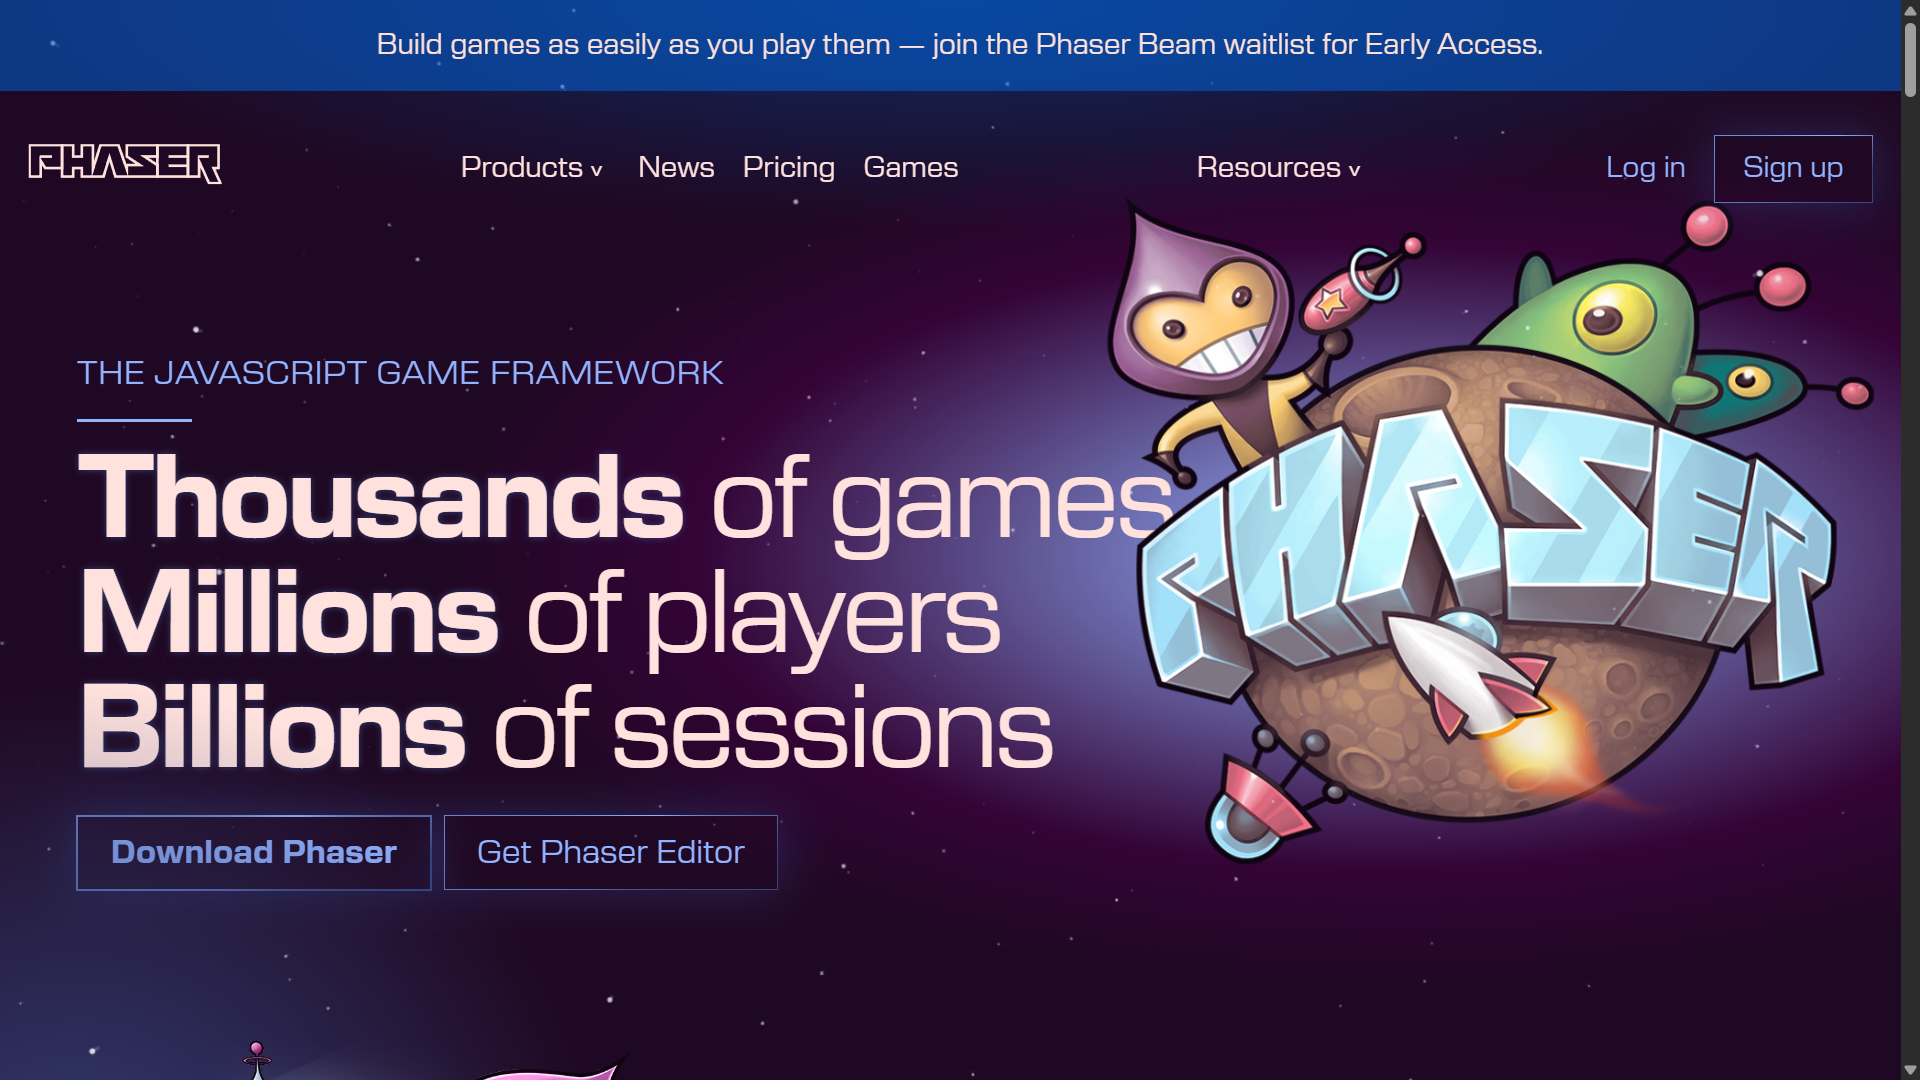 Build games as easily as you play them — join the Phaser Beam waitlist for Early Access.
PHASER
Products v News Pricing Games Resources v Log in Sign up
THE JAVASCRIPT GAME FRAMEWORK
Thousands of games
Millions of players
Billions of sessions
PHASER
Download Phaser Get Phaser Editor